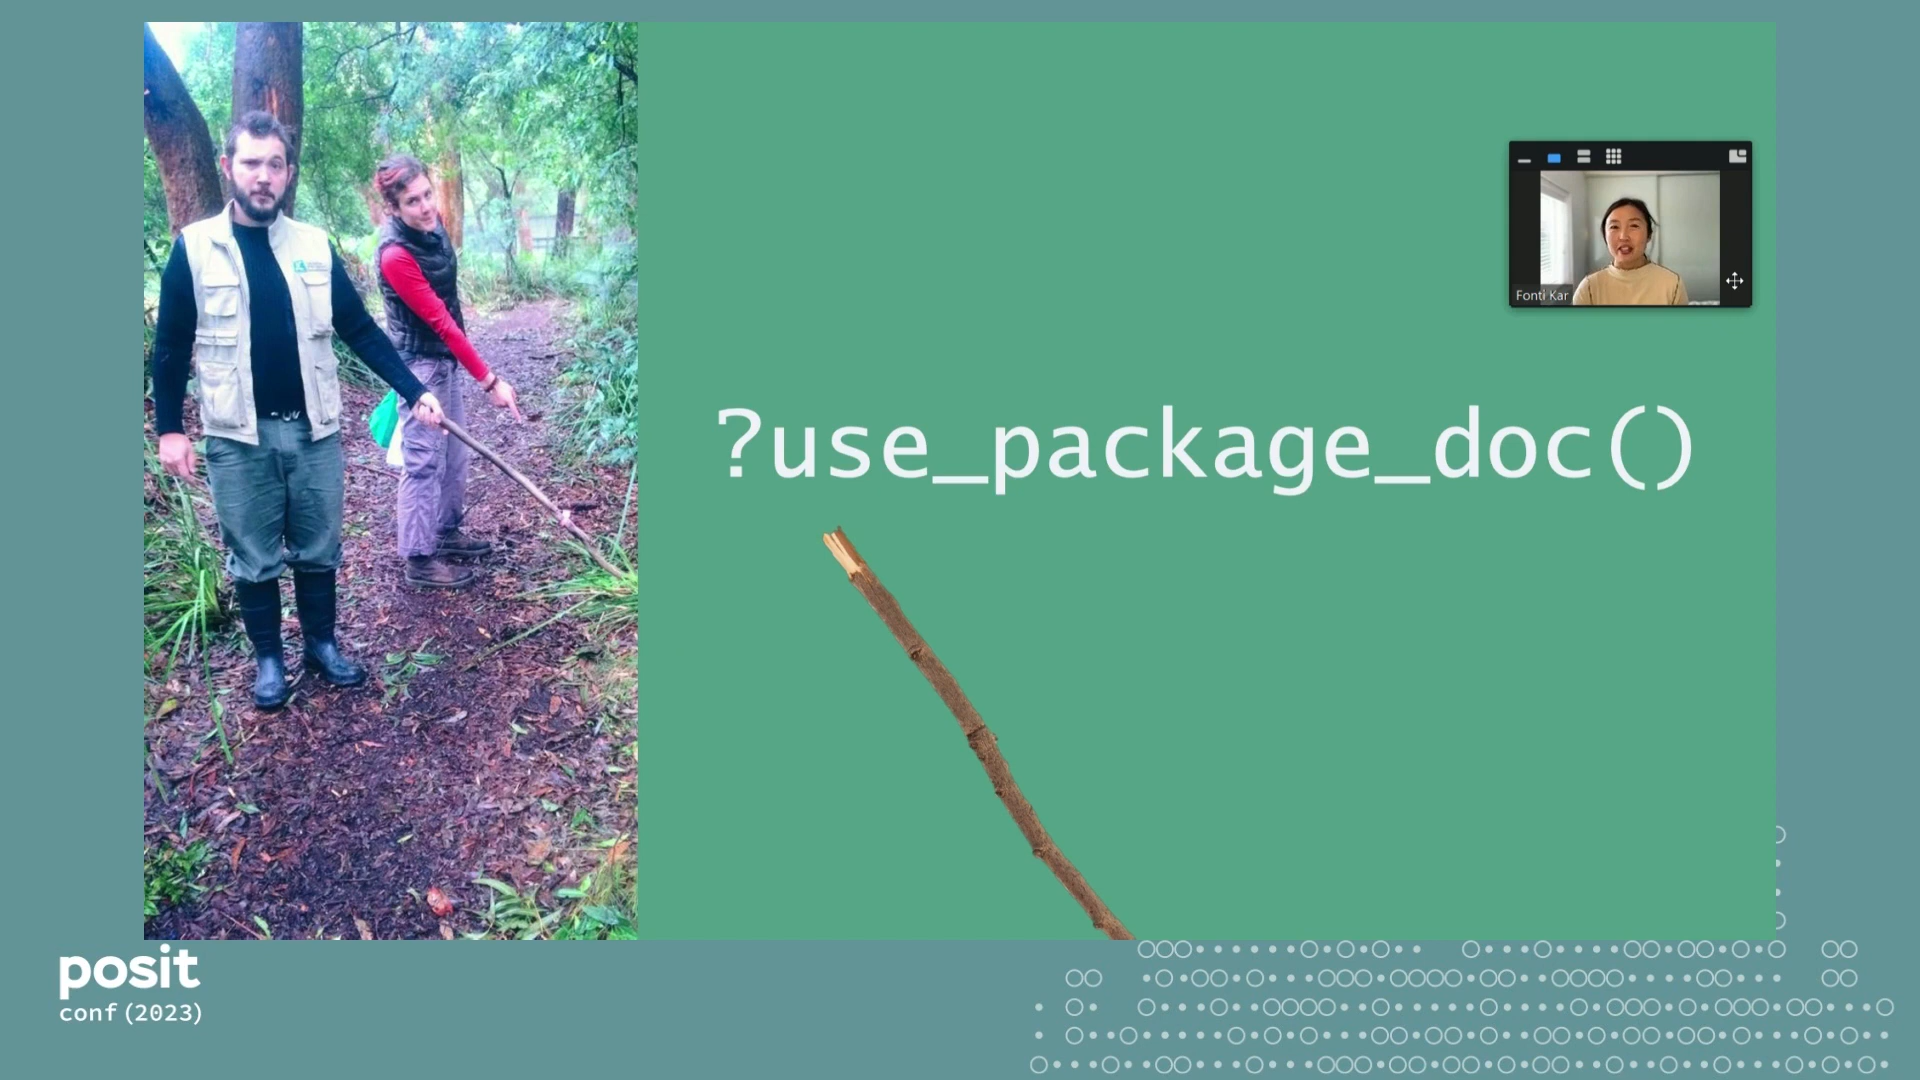 Fonti Kar
?use_package_doc()
posit
conf(2023)